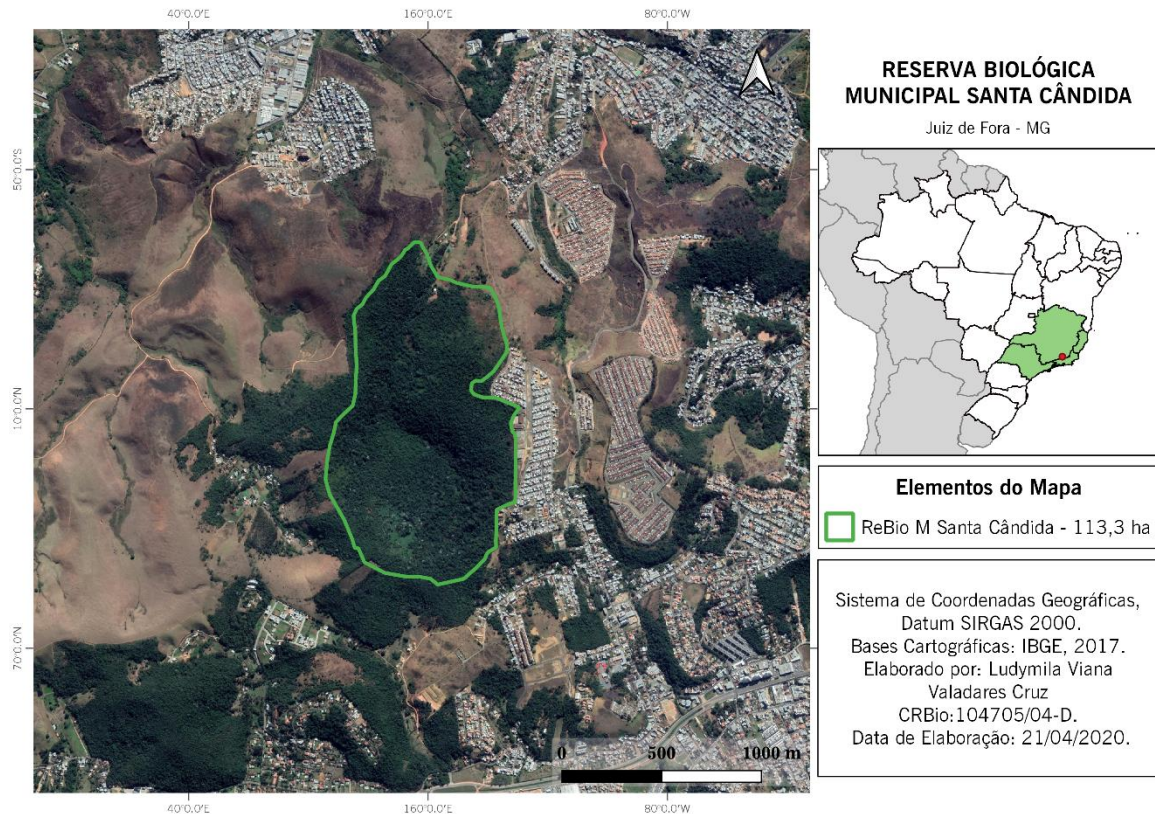 40°0.0'E
160°0.0'E
80°0.0'W
50°0.0'S
10°0.0'N
70°0.0'N
0 500 1000 m
40°0.0'E
160°0.0'E
80°0.0'W
RESERVA BIOLÓGICA
MUNICIPAL SANTA CÂNDIDA
Juiz de Fora - MG
Elementos do Mapa
ReBio M Santa Cândida - 113,3 ha
Sistema de Coordenadas Geográficas,
Datum SIRGAS 2000.
Bases Cartográficas: IBGE, 2017.
Elaborado por: Ludymila Viana
Valadares Cruz
CRBio:104705/04-D.
Data de Elaboração: 21/04/2020.